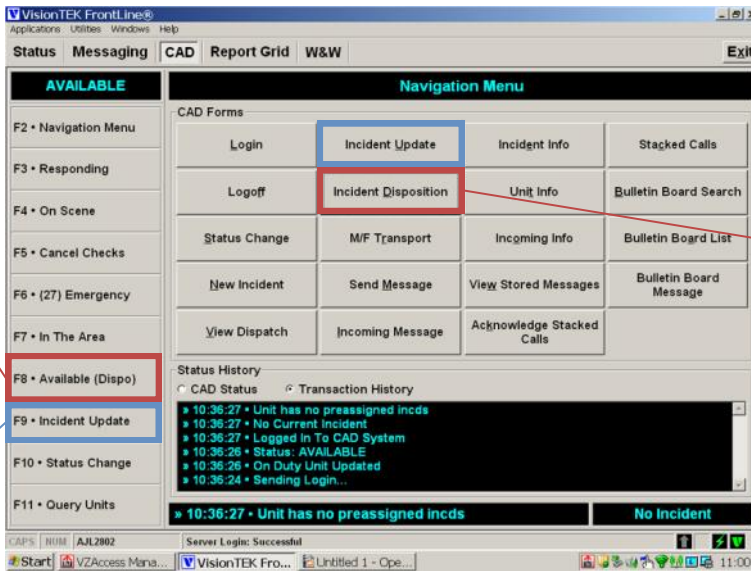 VisionTEK FrontLine®
Applications Utilities Windows Help
Status Messaging CAD Report Grid W&W Exit
AVAILABLE
F2 • Navigation Menu
F3 • Responding
F4 • On Scene
F5 • Cancel Checks
F6 • (27) Emergency
F7 • In The Area
F8 • Available (Dispo)
F9 • Incident Update
F10 • Status Change
F11 • Query Units
Navigation Menu
CAD Forms
Login Incident Update Incident Info Stacked Calls
Logoff Incident Disposition Unit Info Bulletin Board Search
Status Change M/F Transport Incoming Info Bulletin Board List
New Incident Send Message View Stored Messages Bulletin Board
Message
View Dispatch Incoming Message Acknowledge Stacked
Calls
Status History
CAD Status Transaction History
» 10:36:27 • Unit has no preassigned incds
» 10:36:27 • No Current Incident
» 10:36:27 • Logged In To CAD System
» 10:36:26 • Status: AVAILABLE
» 10:36:26 • On Duty Unit Updated
» 10:36:24 • Sending Login...
» 10:36:27 • Unit has no preassigned incds No Incident
CAPS NUM AJL2802 Server Login: Successful
Start VZAccess Mana... VisionTEK Fro... Untitled 1 - Ope... 11:00